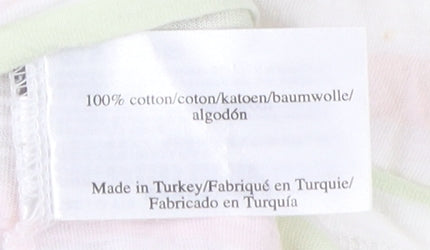 100% cotton/coton/katoen/baumwolle/
algodón
Made in Turkey/Fabriqué en Turquie/
Fabricado en Turquía